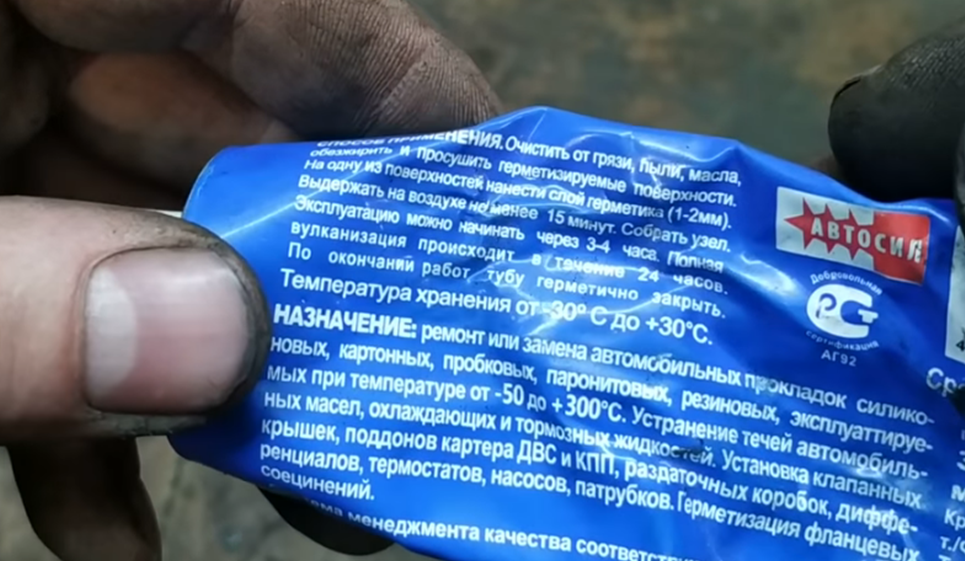 СПОСОБ ПРИМЕНЕНИЯ. Очистить от грязи, пыли, масла,
обезжирить и просушить герметизируемые поверхности.
На одну из поверхностей нанести слой герметика (1-2мм).
Выдержать на воздухе не менее 15 минут. Собрать узел.
Эксплуатацию можно начинать через 3-4 часа. Полная
вулканизация происходит в течение 24 часов.
По окончании работ тубу герметично закрыть.
Температура хранения от -30° С до +30°С.
НАЗНАЧЕНИЕ: ремонт или замена автомобильных прокладок силико-
новых, картонных, пробковых, паронитовых, резиновых, эксплуаттируе-
мых при температуре от -50 до +300°С. Устранение течей автомобиль-
ных масел, охлаждающих и тормозных жидкостей. Установка клапанных
крышек, поддонов картера ДВС и КПП, раздаточных коробок, диффе-
ренциалов, термостатов, насосов, патрубков. Герметизация фланцевых
соединений.
менеджмента качества
АВТОСИЛ
Добровольная
РСТ
сертификация
АГ92
Ср